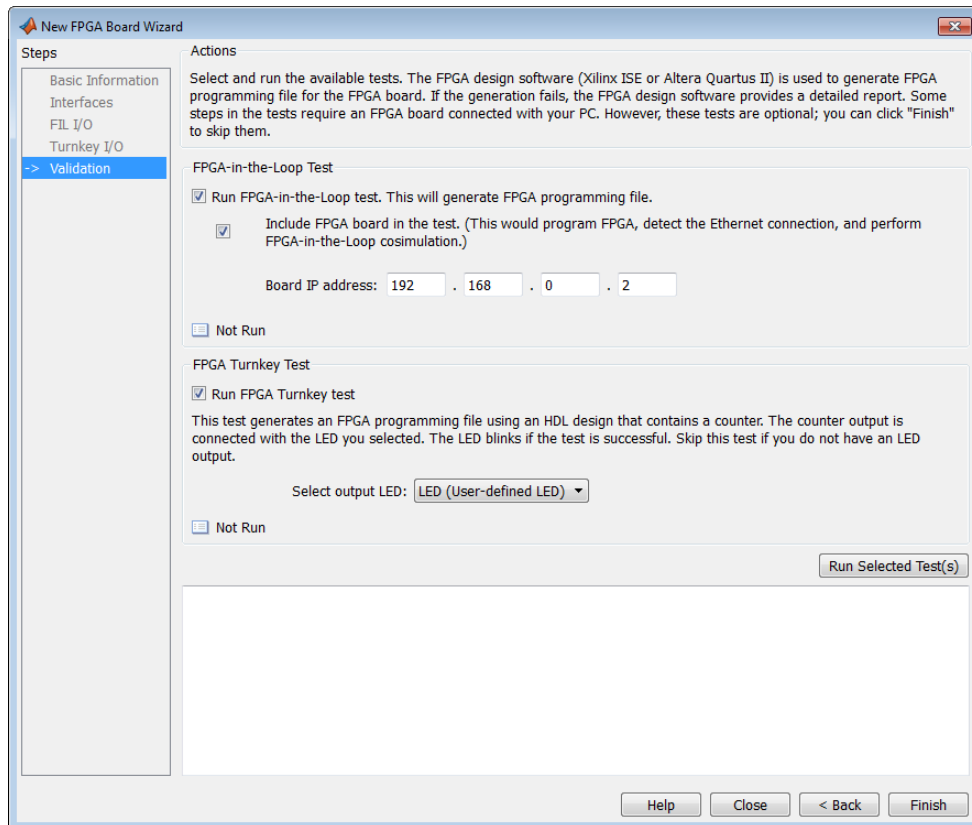 New FPGA Board Wizard
Steps
Basic Information
Interfaces
FIL I/O
Turnkey I/O
-> Validation
Actions
Select and run the available tests. The FPGA design software (Xilinx ISE or Altera Quartus II) is used to generate FPGA
programming file for the FPGA board. If the generation fails, the FPGA design software provides a detailed report. Some
steps in the tests require an FPGA board connected with your PC. However, these tests are optional; you can click "Finish"
to skip them.
FPGA-in-the-Loop Test
Run FPGA-in-the-Loop test. This will generate FPGA programming file.
Include FPGA board in the test. (This would program FPGA, detect the Ethernet connection, and perform
FPGA-in-the-Loop cosimulation.)
Board IP address: 192 . 168 . 0 . 2
Not Run
FPGA Turnkey Test
Run FPGA Turnkey test
This test generates an FPGA programming file using an HDL design that contains a counter. The counter output is
connected with the LED you selected. The LED blinks if the test is successful. Skip this test if you do not have an LED
output.
Select output LED: LED (User-defined LED)
Not Run
Run Selected Test(s)
Help Close < Back Finish